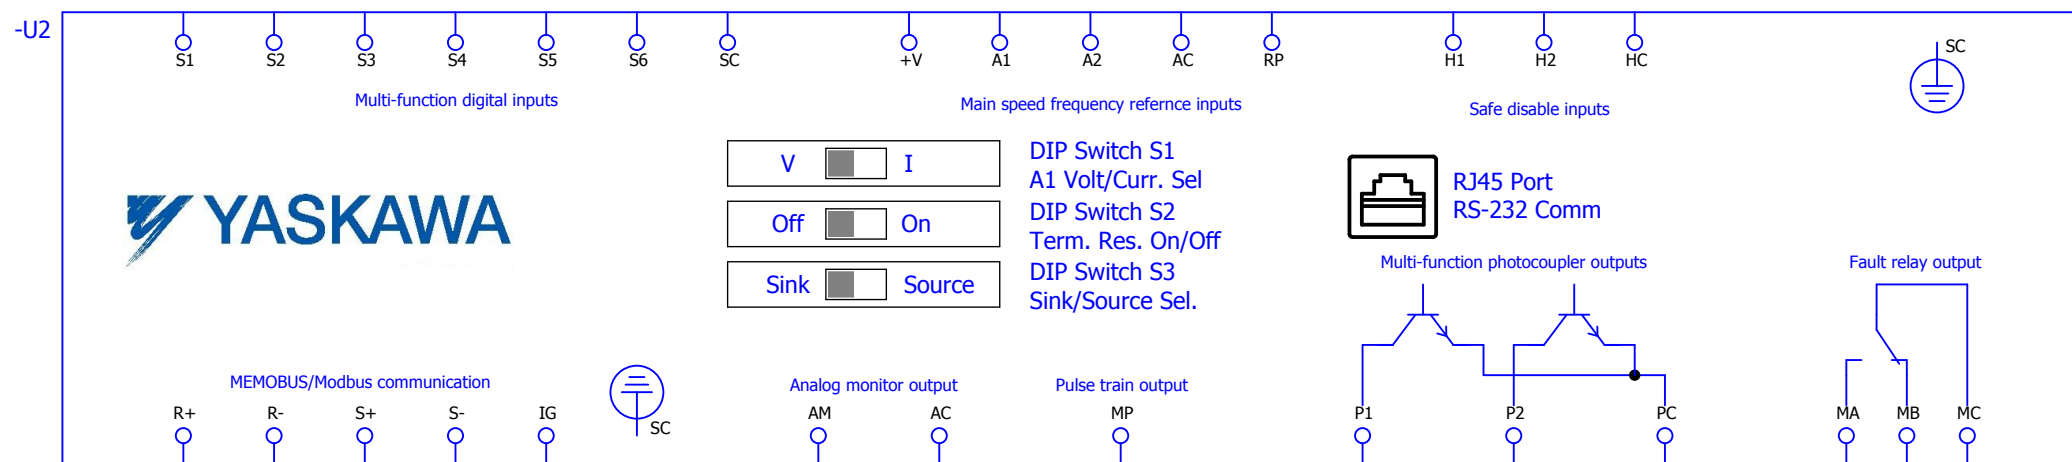 -U2
S1 S2 S3 S4 S5 S6 SC +V A1 A2 AC RP H1 H2 HC SC
Multi-function digital inputs
Main speed frequency refernce inputs
Safe disable inputs
YASKAWA
V I
DIP Switch S1
A1 Volt/Curr. Sel
Off On
DIP Switch S2
Term. Res. On/Off
Sink Source
DIP Switch S3
Sink/Source Sel.
RJ45 Port
RS-232 Comm
Multi-function photocoupler outputs
Fault relay output
MEMOBUS/Modbus communication
Analog monitor output
Pulse train output
R+ R- S+ S- IG SC AM AC MP P1 P2 PC MA MB MC